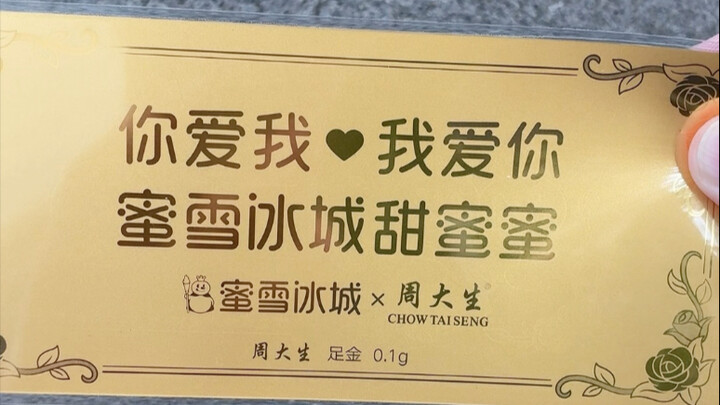 你爱我♥我爱你
蜜雪冰城甜蜜蜜
蜜雪冰城 × 周大生®
CHOW TAI SENG
周大生 足金 0.1g